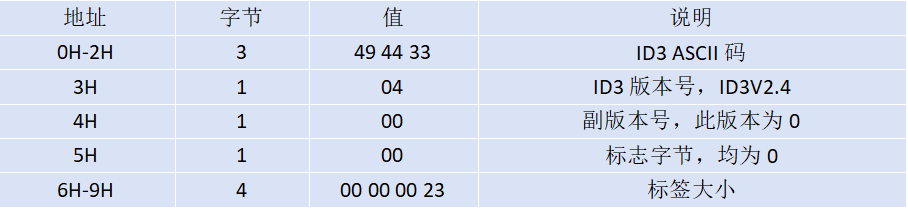 地址 字节 值 说明
0H-2H 3 49 44 33 ID3 ASCII 码
3H 1 04 ID3 版本号，ID3V2.4
4H 1 00 副版本号，此版本为 0
5H 1 00 标志字节，均为 0
6H-9H 4 00 00 00 23 标签大小